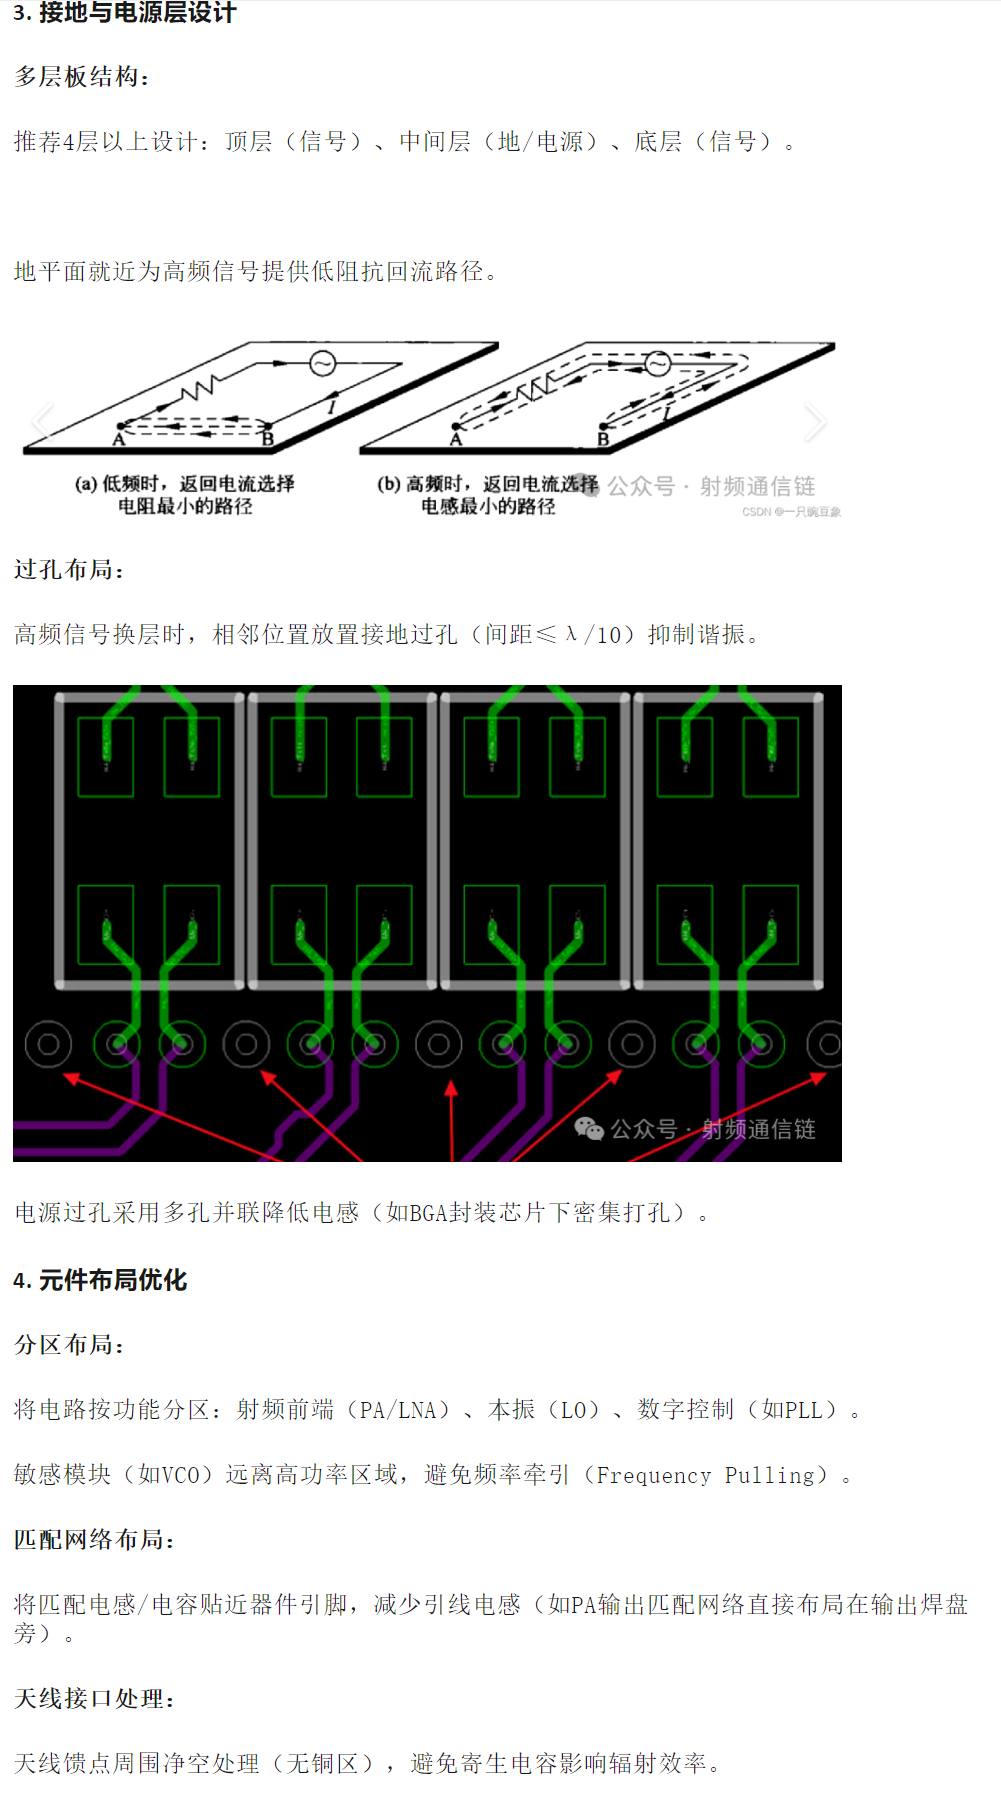 3. 接地与电源层设计
多层板结构：
推荐4层以上设计：顶层（信号）、中间层（地/电源）、底层（信号）。
地平面就近为高频信号提供低阻抗回流路径。
I
A
B
I
A
B
(a) 低频时，返回电流选择
电阻最小的路径
(b) 高频时，返回电流选择
电感最小的路径
公众号 · 射频通信链
CSDN @一只豌豆象
过孔布局：
高频信号换层时，相邻位置放置接地过孔（间距≤λ/10）抑制谐振。
公众号 · 射频通信链
电源过孔采用多孔并联降低电感（如BGA封装芯片下密集打孔）。
4. 元件布局优化
分区布局：
将电路按功能分区：射频前端（PA/LNA）、本振（LO）、数字控制（如PLL）。
敏感模块（如VCO）远离高功率区域，避免频率牵引（Frequency Pulling）。
匹配网络布局：
将匹配电感/电容贴近器件引脚，减少引线电感（如PA输出匹配网络直接布局在输出焊盘
旁）。
天线接口处理：
天线馈点周围净空处理（无铜区），避免寄生电容影响辐射效率。